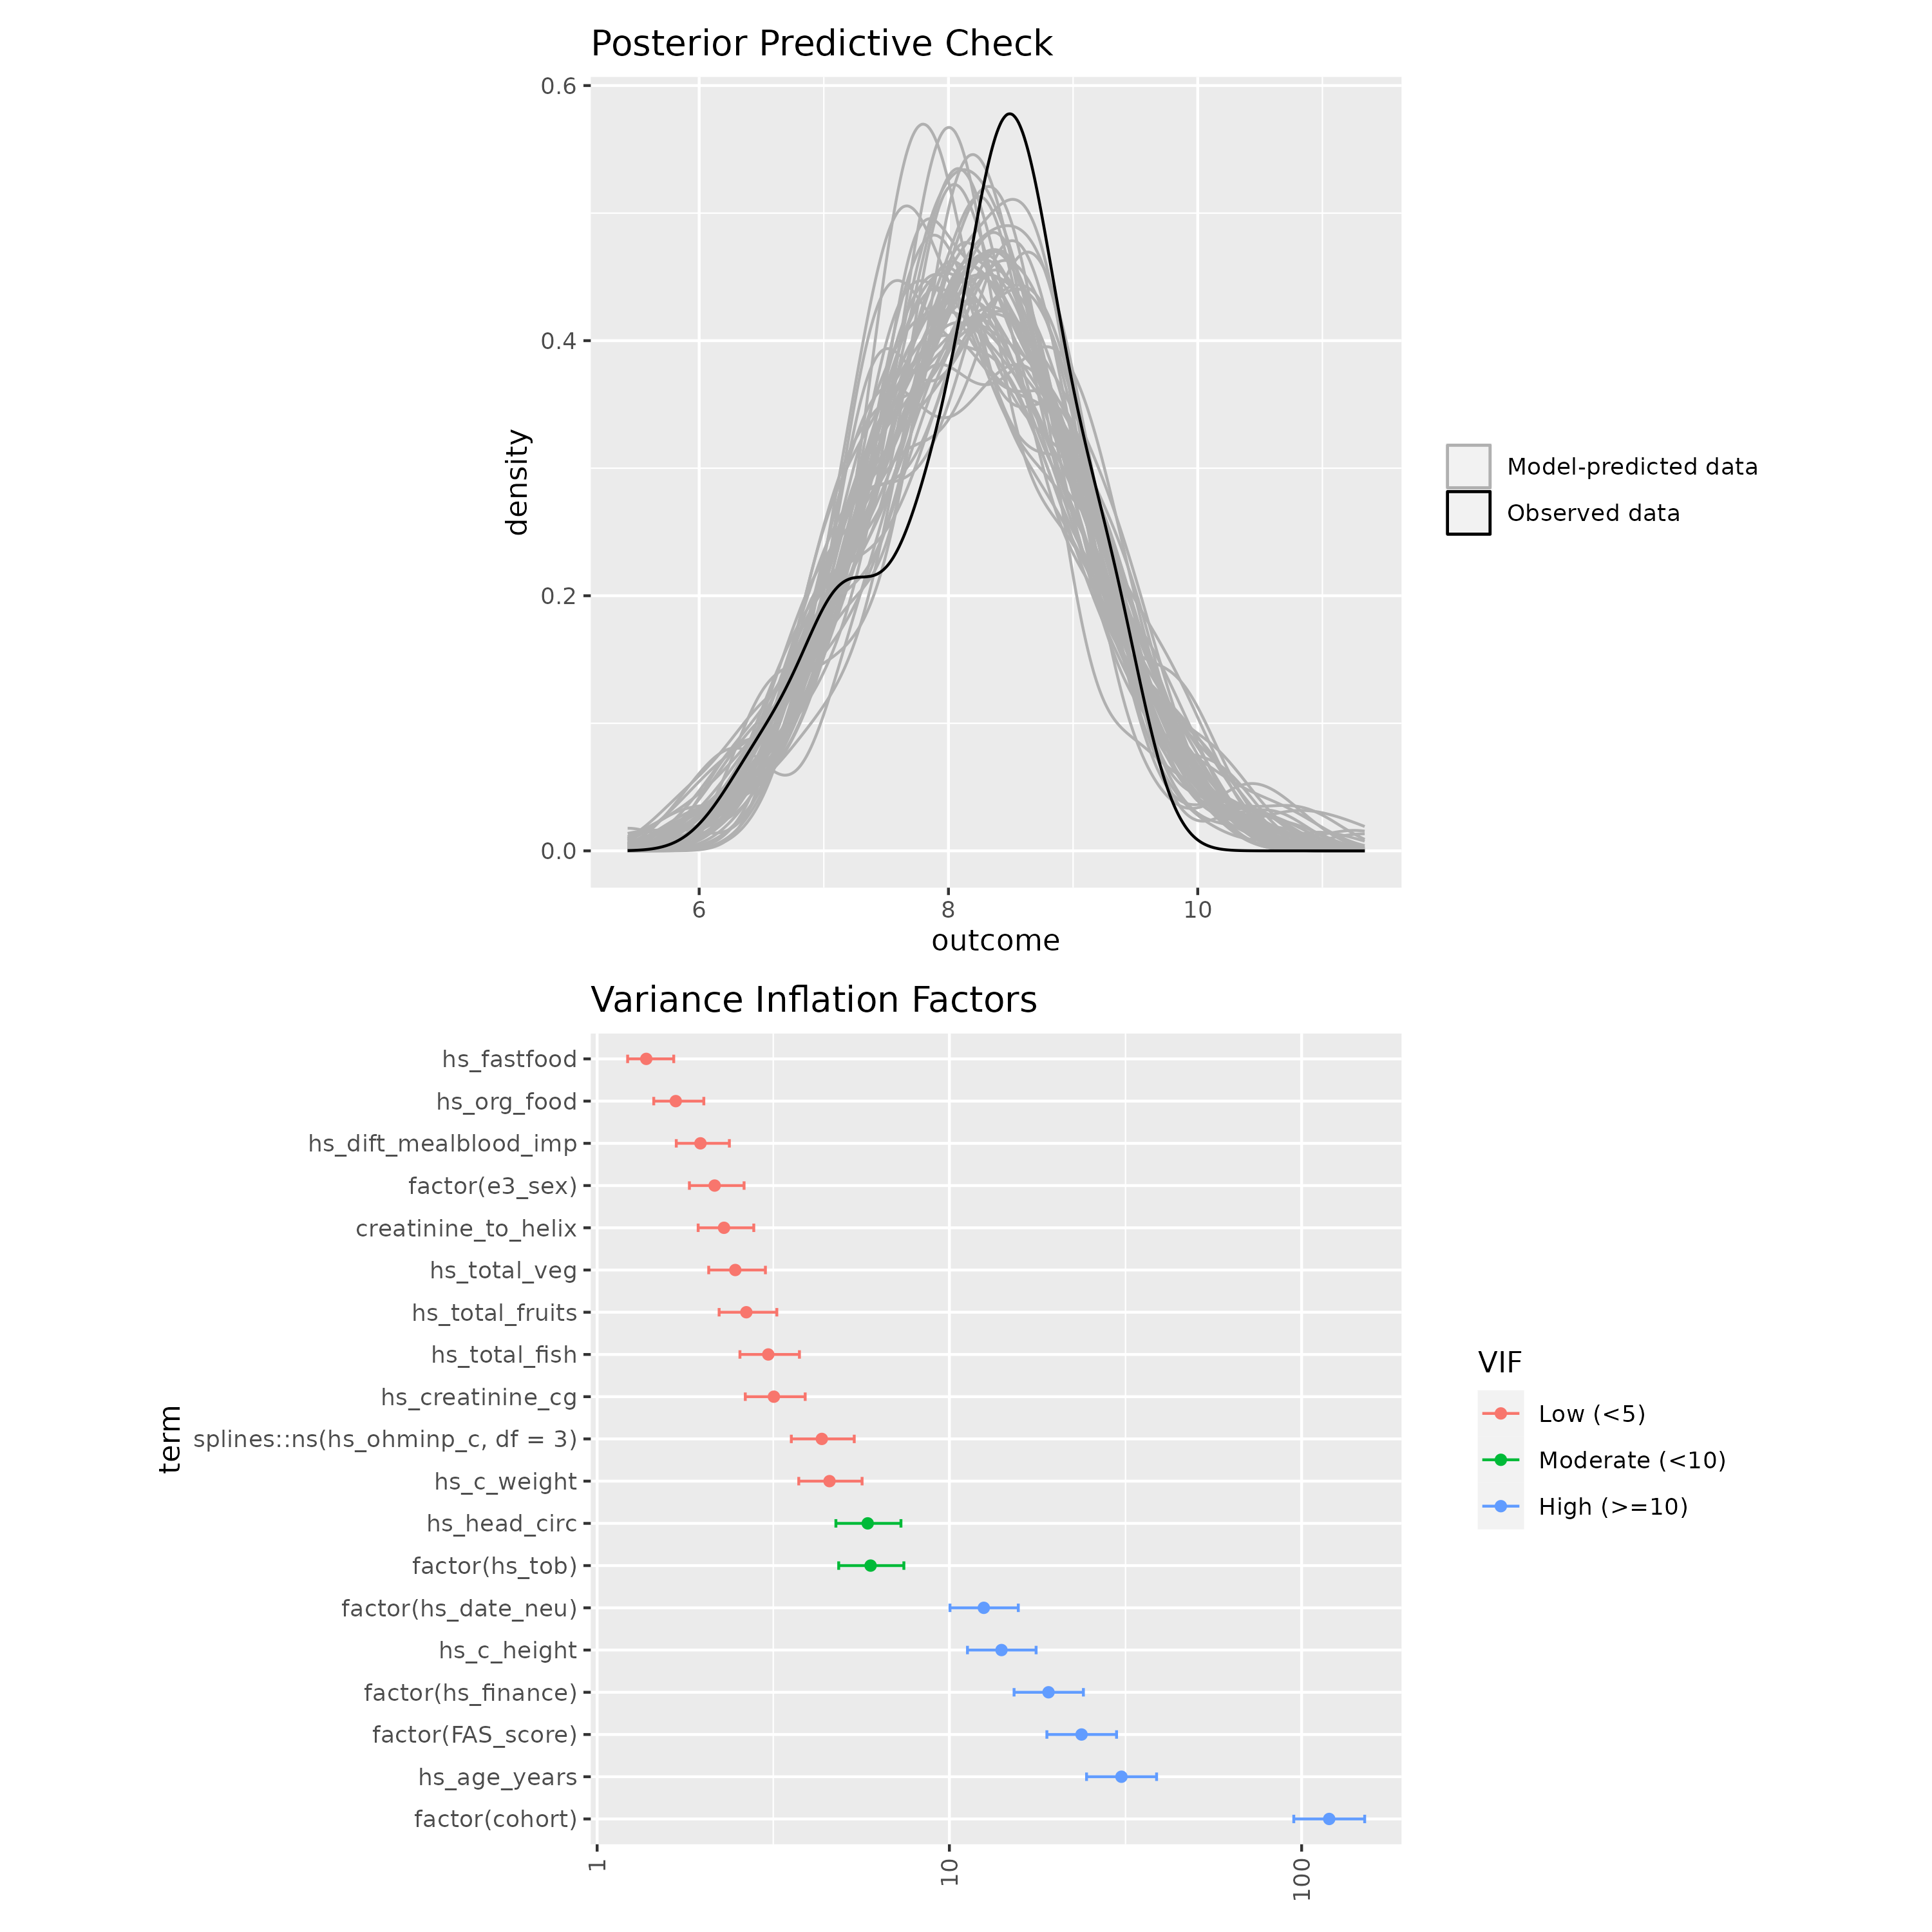 Posterior Predictive Check
0.6
0.4
0.2
0.0
density
6
8
10
outcome
Model-predicted data
Observed data
Variance Inflation Factors
hs_fastfood
hs_org_food
hs_dift_mealblood_imp
factor(e3_sex)
creatinine_to_helix
hs_total_veg
hs_total_fruits
hs_total_fish
hs_creatinine_cg
splines::ns(hs_ohminp_c, df = 3)
hs_c_weight
hs_head_circ
factor(hs_tob)
factor(hs_date_neu)
hs_c_height
factor(hs_finance)
factor(FAS_score)
hs_age_years
factor(cohort)
term
1
10
100
VIF
Low (<5)
Moderate (<10)
High (>=10)